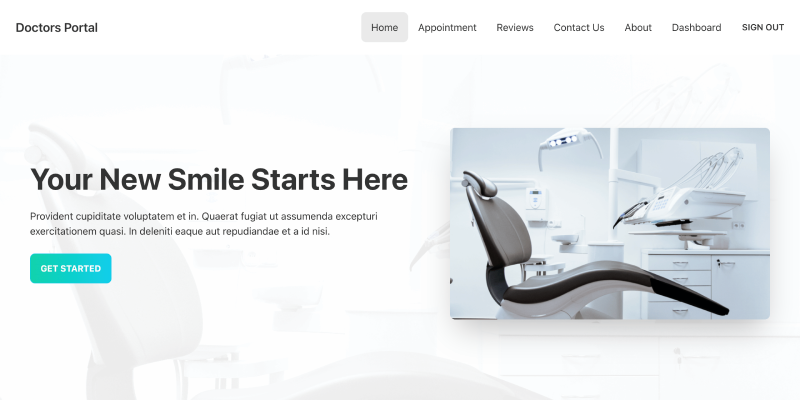 Doctors Portal
Home
Appointment
Reviews
Contact Us
About
Dashboard
SIGN OUT
Your New Smile Starts Here
Provident cupiditate voluptatem et in. Quaerat fugiat ut assumenda excepturi
exercitationem quasi. In deleniti eaque aut repudiandae et a id nisi.
GET STARTED